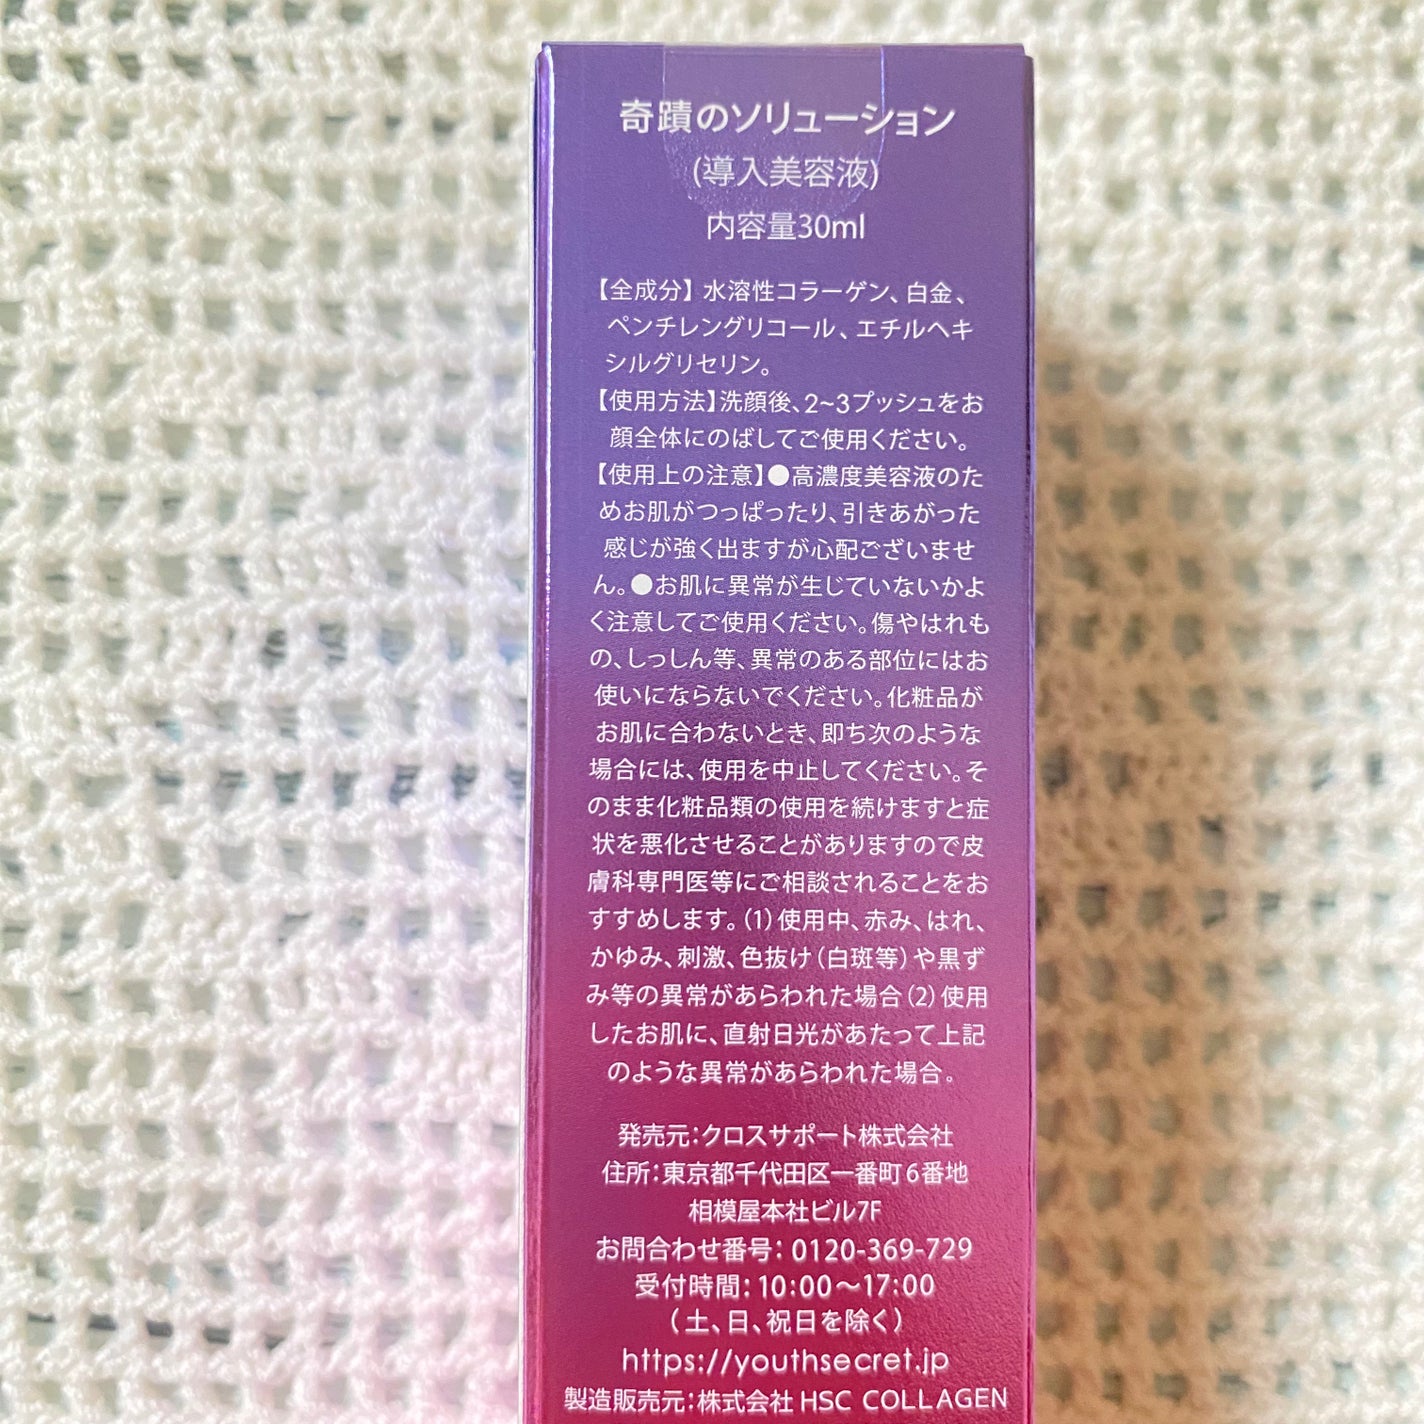 奇蹟のソリューション
(導入美容液)
内容量30ml
【全成分】水溶性コラーゲン、白金、
ペンチレングリコール、エチルヘキ
シルグリセリン。
【使用方法】洗顔後、2~3プッシュをお
顔全体にのばしてご使用ください。
【使用上の注意】●高濃度美容液のた
めお肌がつっぱったり、引きあがった
感じが強く出ますが心配ございませ
ん。●お肌に異常が生じていないかよ
く注意してご使用ください。傷やはれも
の、しっしん等、異常のある部位にはお
使いにならないでください。化粧品が
お肌に合わないとき、即ち次のような
場合には、使用を中止してください。そ
のまま化粧品類の使用を続けますと症
状を悪化させることがありますので皮
膚科専門医等にご相談されることをお
すすめします。(1)使用中、赤み、はれ、
かゆみ、刺激、色抜け(白斑等)や黒ず
み等の異常があらわれた場合(2)使用
したお肌に、直射日光があたって上記
のような異常があらわれた場合。
発売元:クロスサポート株式会社
住所:東京都千代田区一番町6番地
相模屋本社ビル7F
お問合わせ番号: 0120-369-729
受付時間:10:00〜17:00
(土、日、祝日を除く)
https://youthsecret.jp
製造販売元:株式会社 HSC COLLAGEN